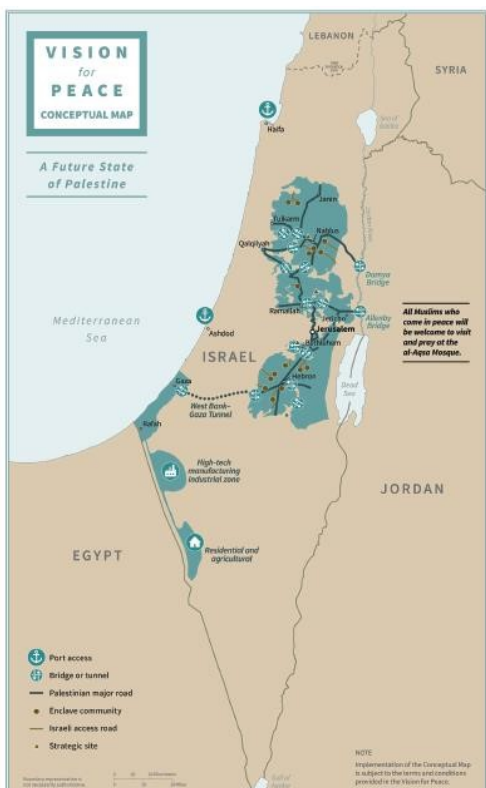 VISION
for
PEACE
CONCEPTUAL MAP
A Future State
of Palestine
LEBANON
SYRIA
Haifa
Jenin
Tulkarm
Nablus
Qalqilyah
Damya
Bridge
Ramallah
Jericho
Allenby
Bridge
Jerusalem
Bethlehem
Mediterranean
Sea
Ashdod
ISRAEL
All Muslims who
come in peace will
be welcome to visit
and pray at the
al-Aqsa Mosque.
Gaza
Hebron
Dead
Sea
West Bank–
Gaza Tunnel
Rafah
High-tech
manufacturing
industrial zone
JORDAN
EGYPT
Residential and
agricultural
Port access
Bridge or tunnel
Palestinian major road
Enclave community
Israeli access road
Strategic site
NOTE
Implementation of the Conceptual Map
is subject to the terms and conditions
provided in the Vision for Peace.